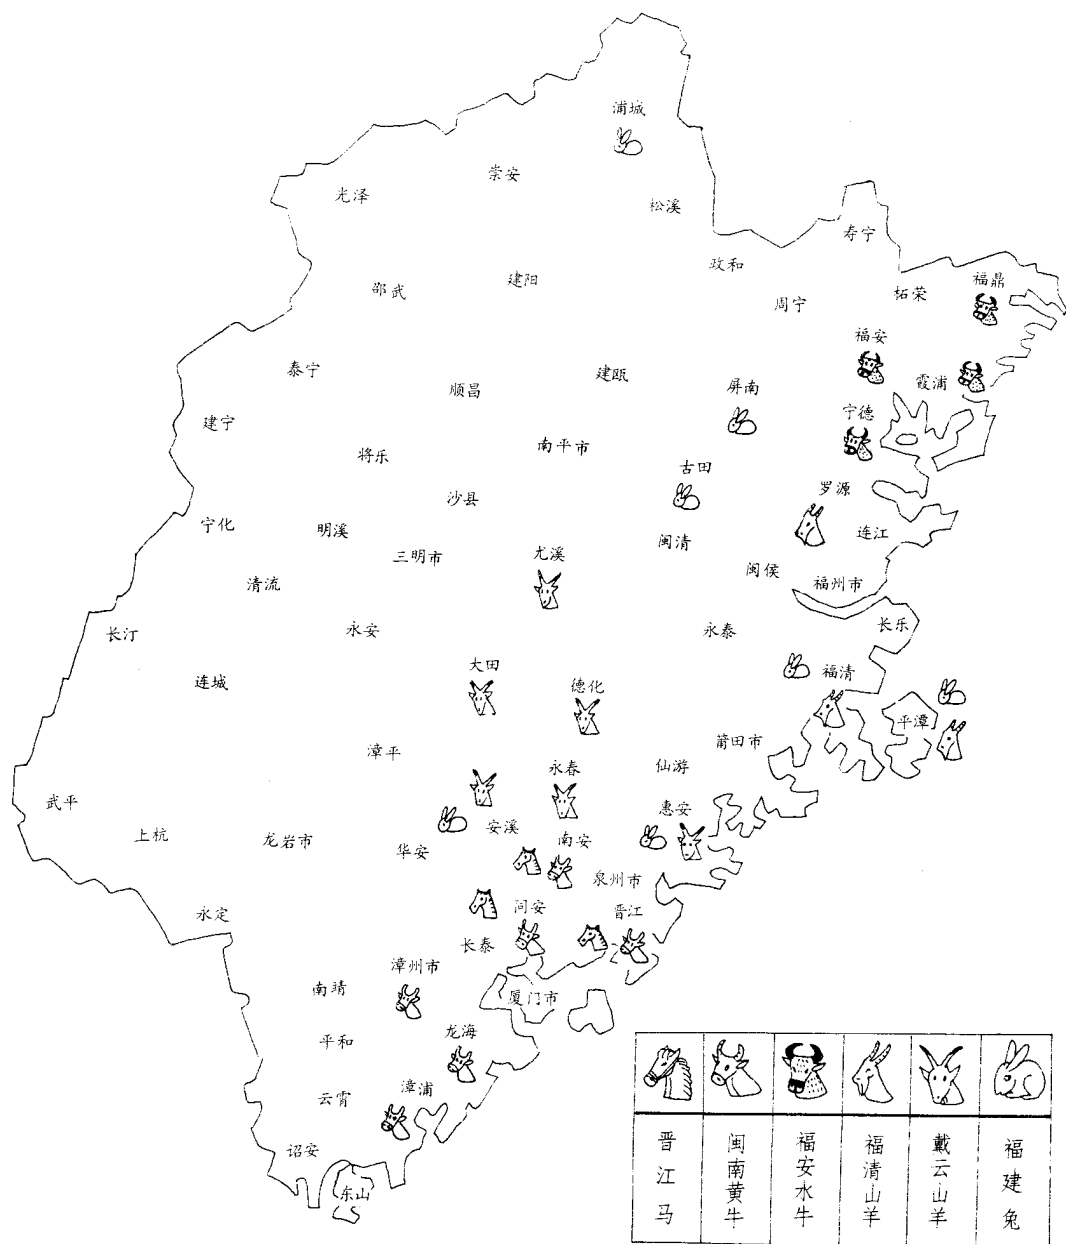 浦城
崇安
光泽
松溪
寿宁
政和
福鼎
建阳
邵武
柘荣
周宁
福安
泰宁
建瓯
霞浦
顺昌
屏南
宁德
建宁
南平市
将乐
古田
罗源
沙县
宁化
明溪
连江
闽清
尤溪
三明市
闽侯
清流
福州市
长乐
永安
永泰
长汀
大田
福清
连城
德化
平潭
莆田市
漳平
仙游
永春
武平
惠安
安溪
上杭
龙岩市
南安
华安
泉州市
同安
晋江
永定
长泰
漳州市
南靖
厦门市
龙海
平和
漳浦
云霄
诏安
东山
晋江马
闽南黄牛
福安水牛
福清山羊
戴云山羊
福建兔